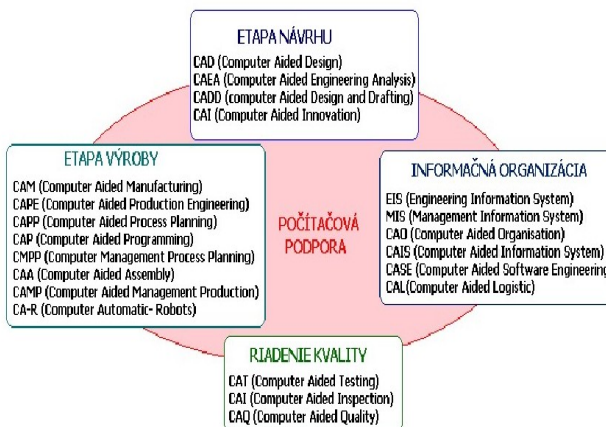 ETAPA NÁVRHU
CAD (Computer Aided Design)
CAEA (Computer Aided Engineering Analysis)
CADD (computer Aided Design and Drafting)
CAI (Computer Aided Innovation)
ETAPA VÝROBY
CAM (Computer Aided Manufacturing)
CAPE (Computer Aided Production Engineering)
CAPP (Computer Aided Process Planning)
CAP (Computer Aided Programming)
CMPP (Computer Management Process Planning)
CAA (Computer Aided Assembly)
CAMP (Computer Aided Management Production)
CA-R (Computer Automatic- Robots)
POČÍTAČOVÁ
PODPORA
INFORMAČNÁ ORGANIZÁCIA
EIS (Engineering Information System)
MIS (Management Information System)
CAO (Computer Aided Organisation)
CAIS (Computer Aided Information System)
CASE (Computer Aided Software Engineering
CAL(Computer Aided Logistic)
RIADENIE KVALITY
CAT (Computer Aided Testing)
CAI (Computer Aided Inspection)
CAQ (Computer Aided Quality)